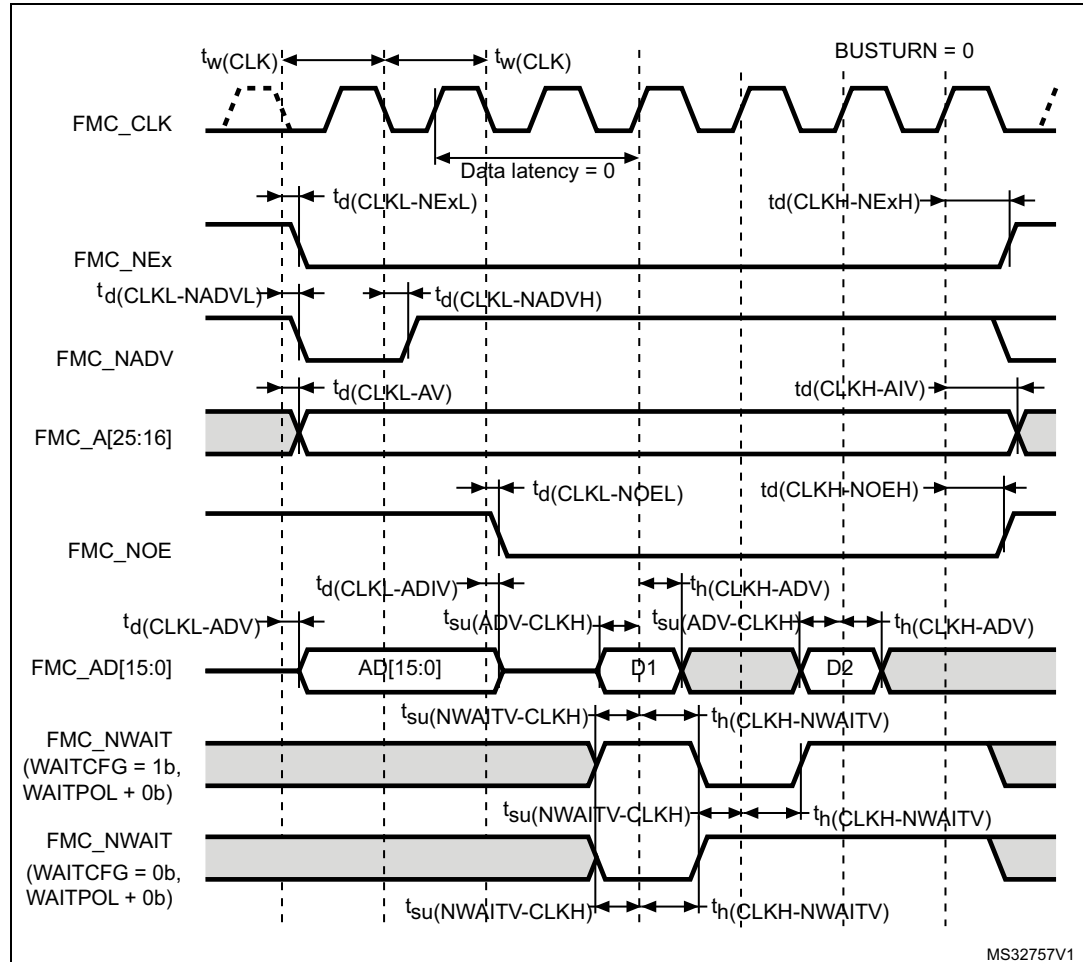 BUSTURN = 0
tw(CLK) tw(CLK)
FMC_CLK
Data latency = 0
td(CLKL-NExL) td(CLKH-NExH)
FMC_NEx
td(CLKL-NADVL) td(CLKL-NADVH)
FMC_NADV
td(CLKL-AV) td(CLKH-AIV)
FMC_A[25:16]
td(CLKL-NOEL) td(CLKH-NOEH)
FMC_NOE
td(CLKL-ADIV) th(CLKH-ADV)
td(CLKL-ADV) tsu(ADV-CLKH) tsu(ADV-CLKH) th(CLKH-ADV)
FMC_AD[15:0] AD[15:0] D1 D2
tsu(NWAITV-CLKH) th(CLKH-NWAITV)
FMC_NWAIT
(WAITCFG = 1b,
WAITPOL + 0b)
tsu(NWAITV-CLKH) th(CLKH-NWAITV)
FMC_NWAIT
(WAITCFG = 0b,
WAITPOL + 0b)
tsu(NWAITV-CLKH) th(CLKH-NWAITV)
MS32757V1